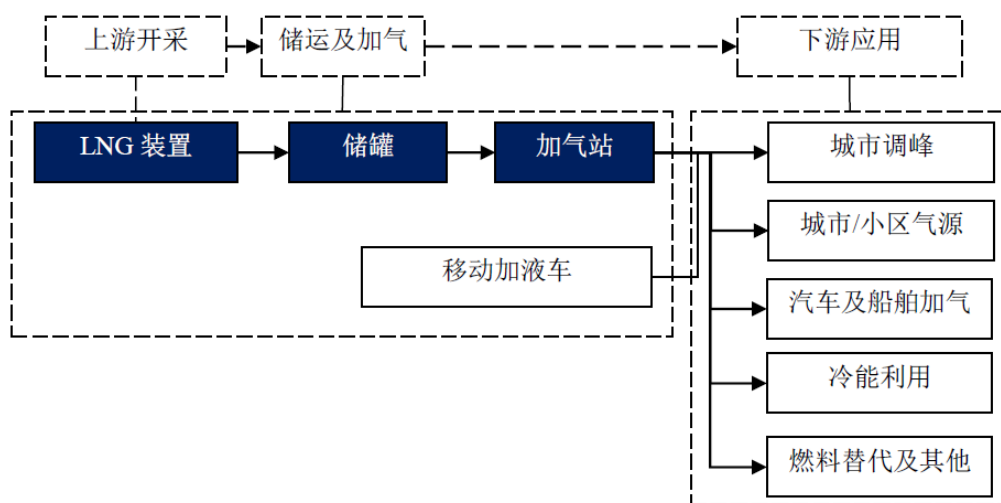 上游开采
储运及加气
下游应用
LNG 装置
储罐
加气站
城市调峰
城市/小区气源
移动加液车
汽车及船舶加气
冷能利用
燃料替代及其他